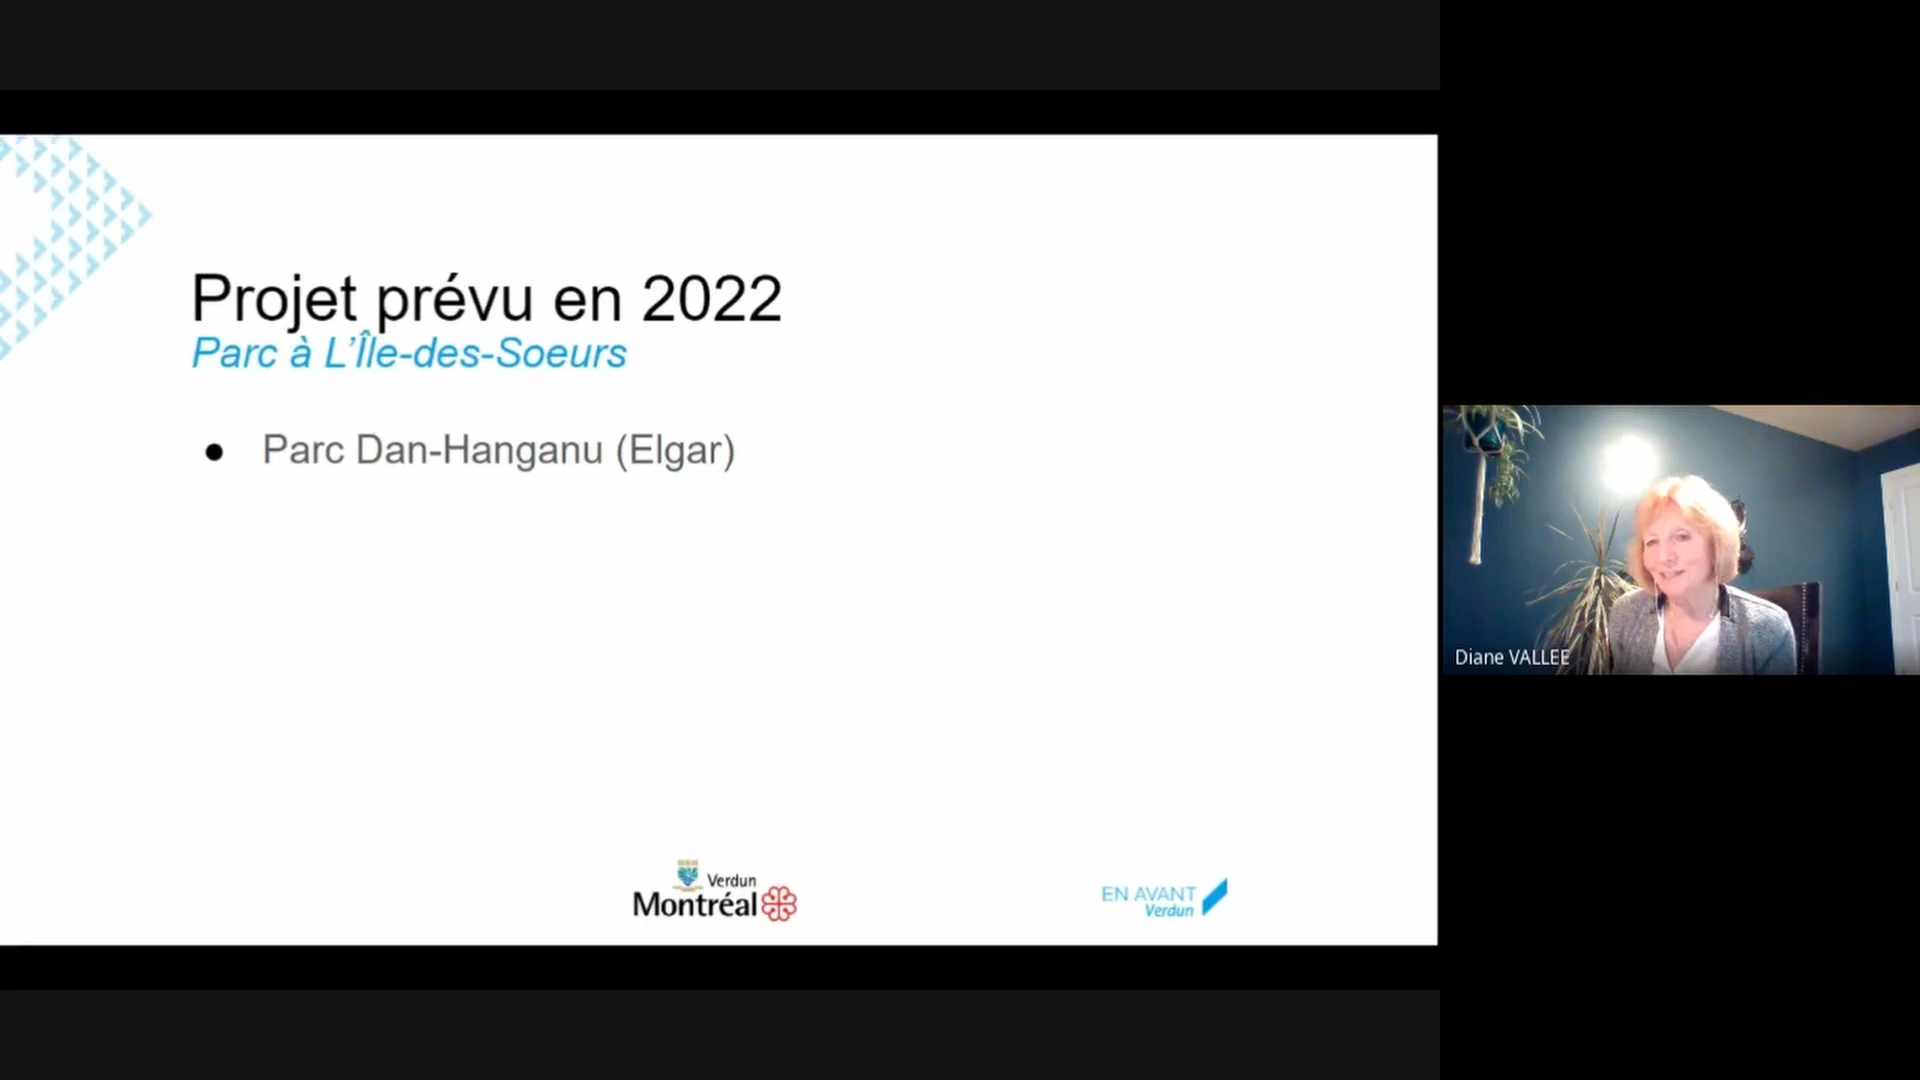 Projet prévu en 2022
Parc à L’Île-des-Soeurs
● Parc Dan-Hanganu (Elgar)
Diane VALLEE
Verdun
Montréal
EN AVANT
Verdun